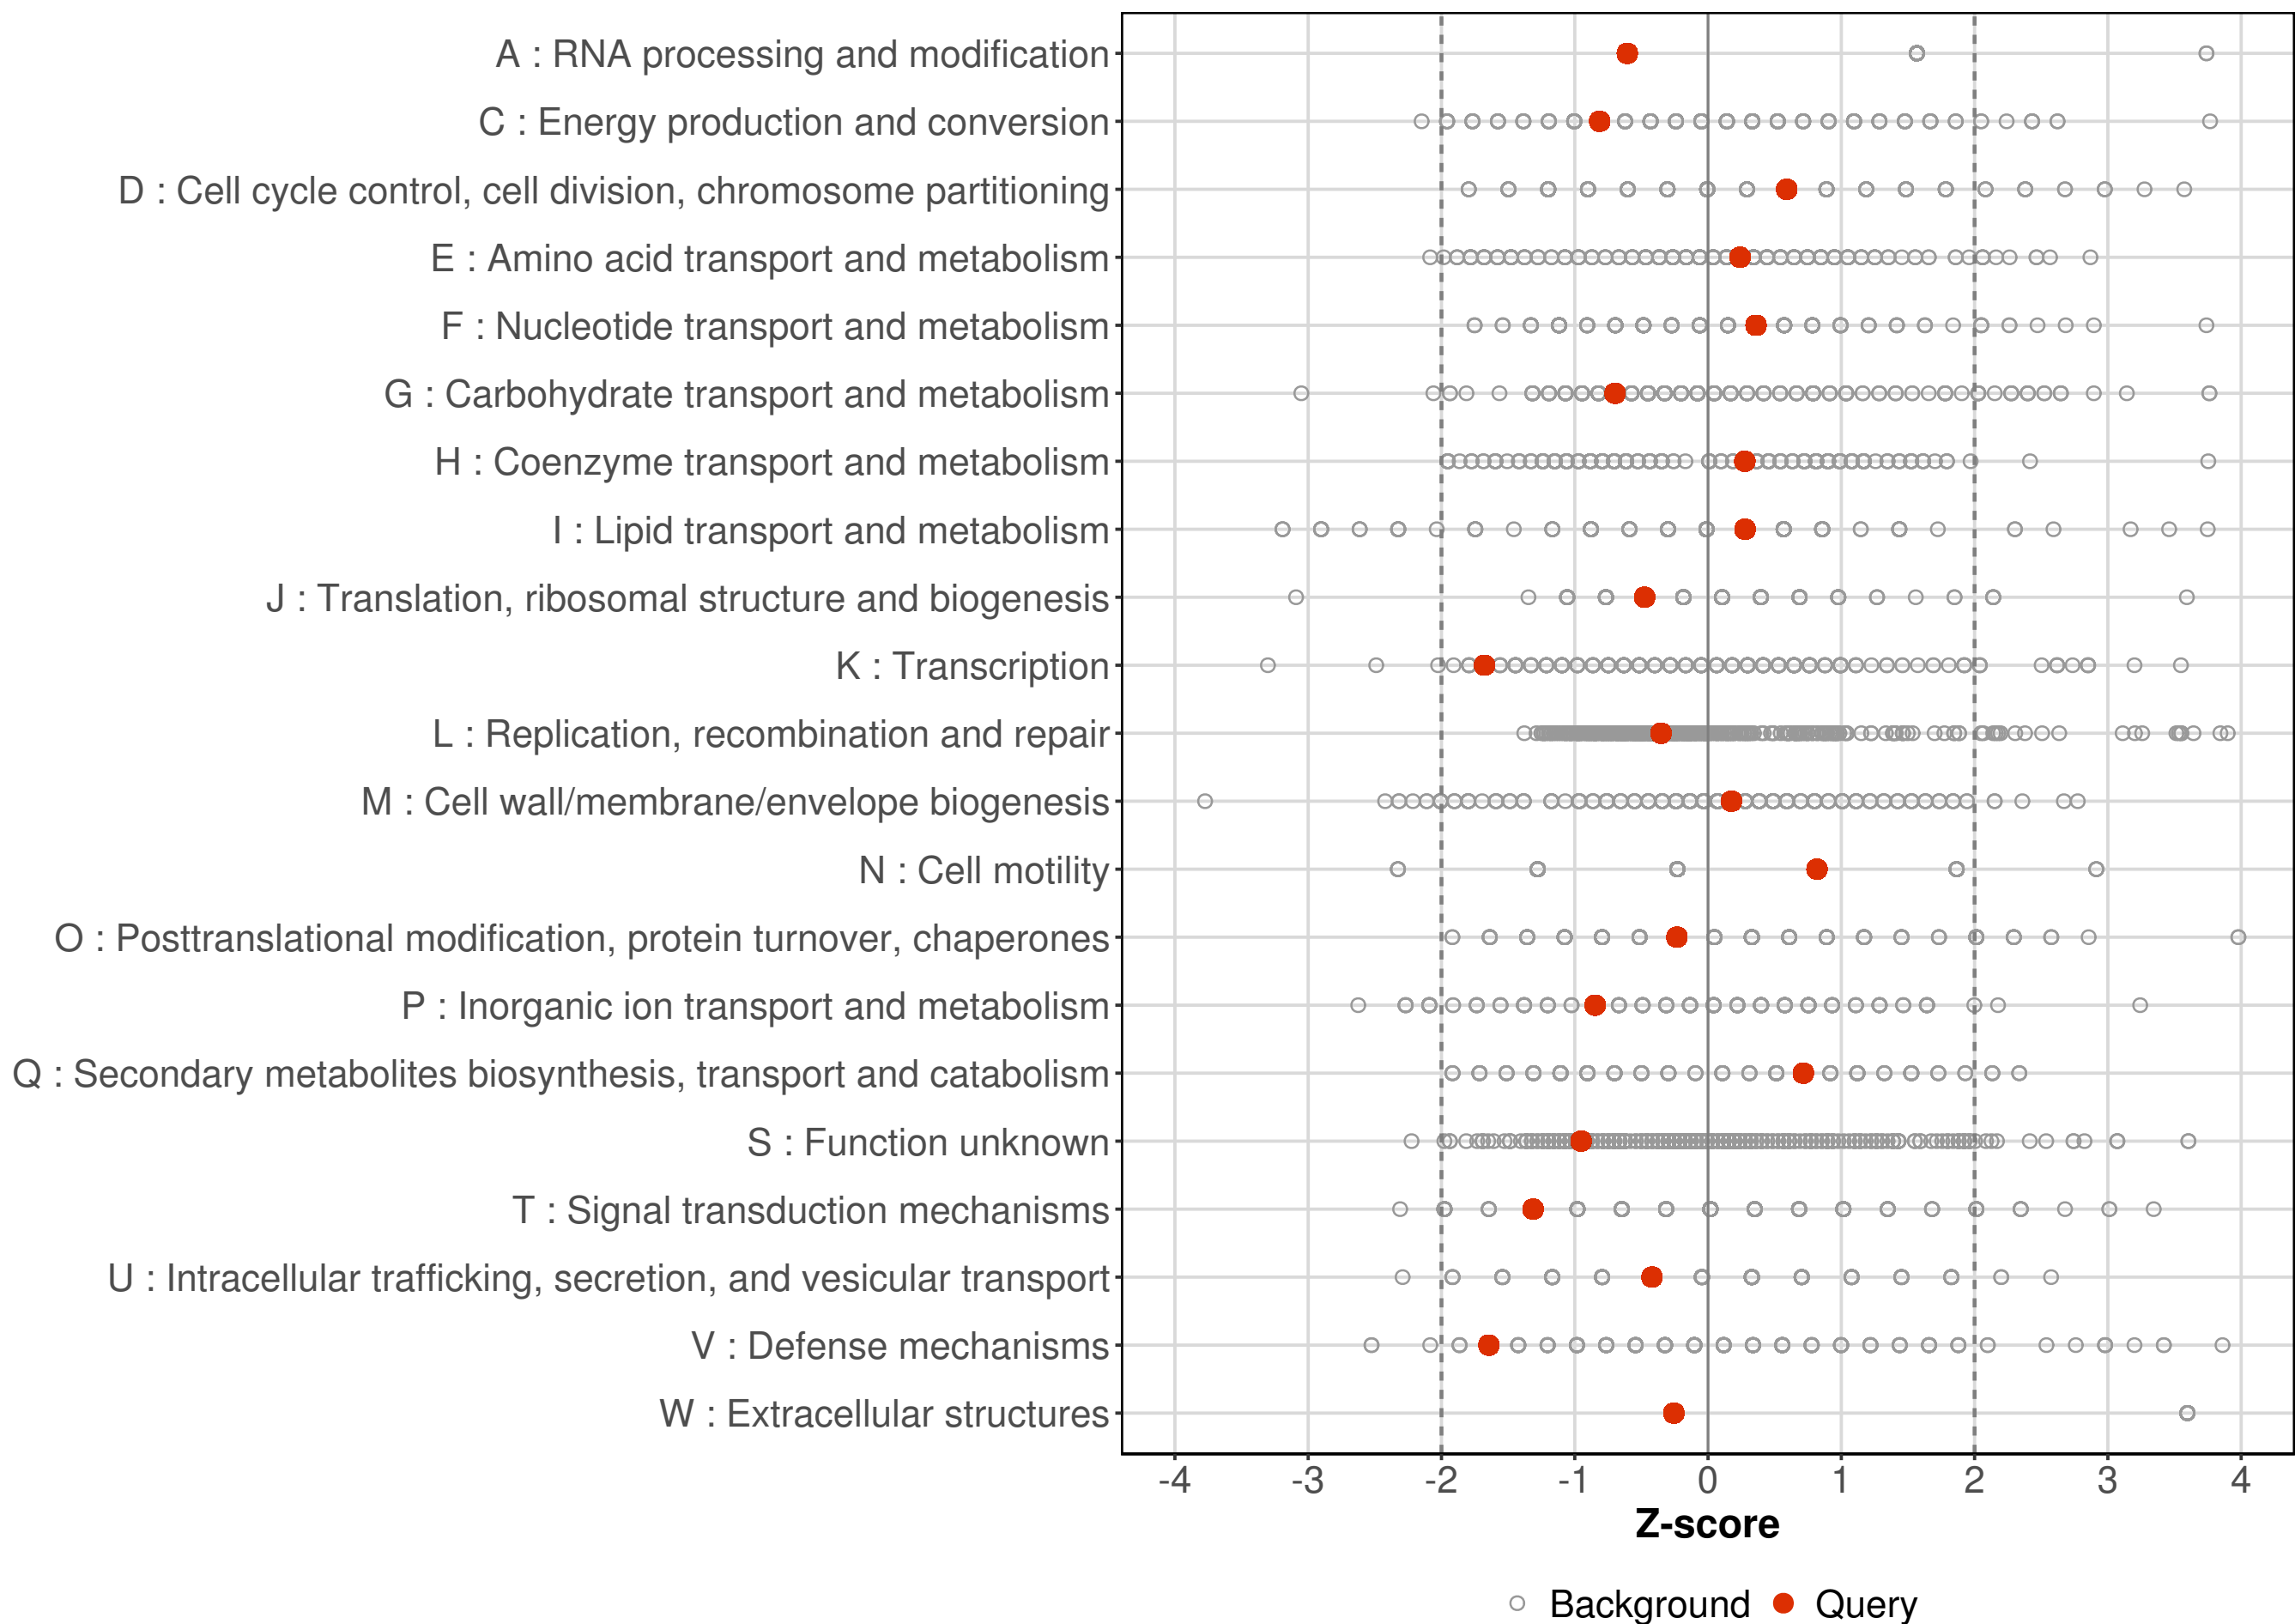 A : RNA processing and modification
C : Energy production and conversion
D : Cell cycle control, cell division, chromosome partitioning
E : Amino acid transport and metabolism
F : Nucleotide transport and metabolism
G : Carbohydrate transport and metabolism
H : Coenzyme transport and metabolism
I : Lipid transport and metabolism
J : Translation, ribosomal structure and biogenesis
K : Transcription
L : Replication, recombination and repair
M : Cell wall/membrane/envelope biogenesis
N : Cell motility
O : Posttranslational modification, protein turnover, chaperones
P : Inorganic ion transport and metabolism
Q : Secondary metabolites biosynthesis, transport and catabolism
S : Function unknown
T : Signal transduction mechanisms
U : Intracellular trafficking, secretion, and vesicular transport
V : Defense mechanisms
W : Extracellular structures
-4 -3 -2 -1 0 1 2 3 4
Z-score
Background Query